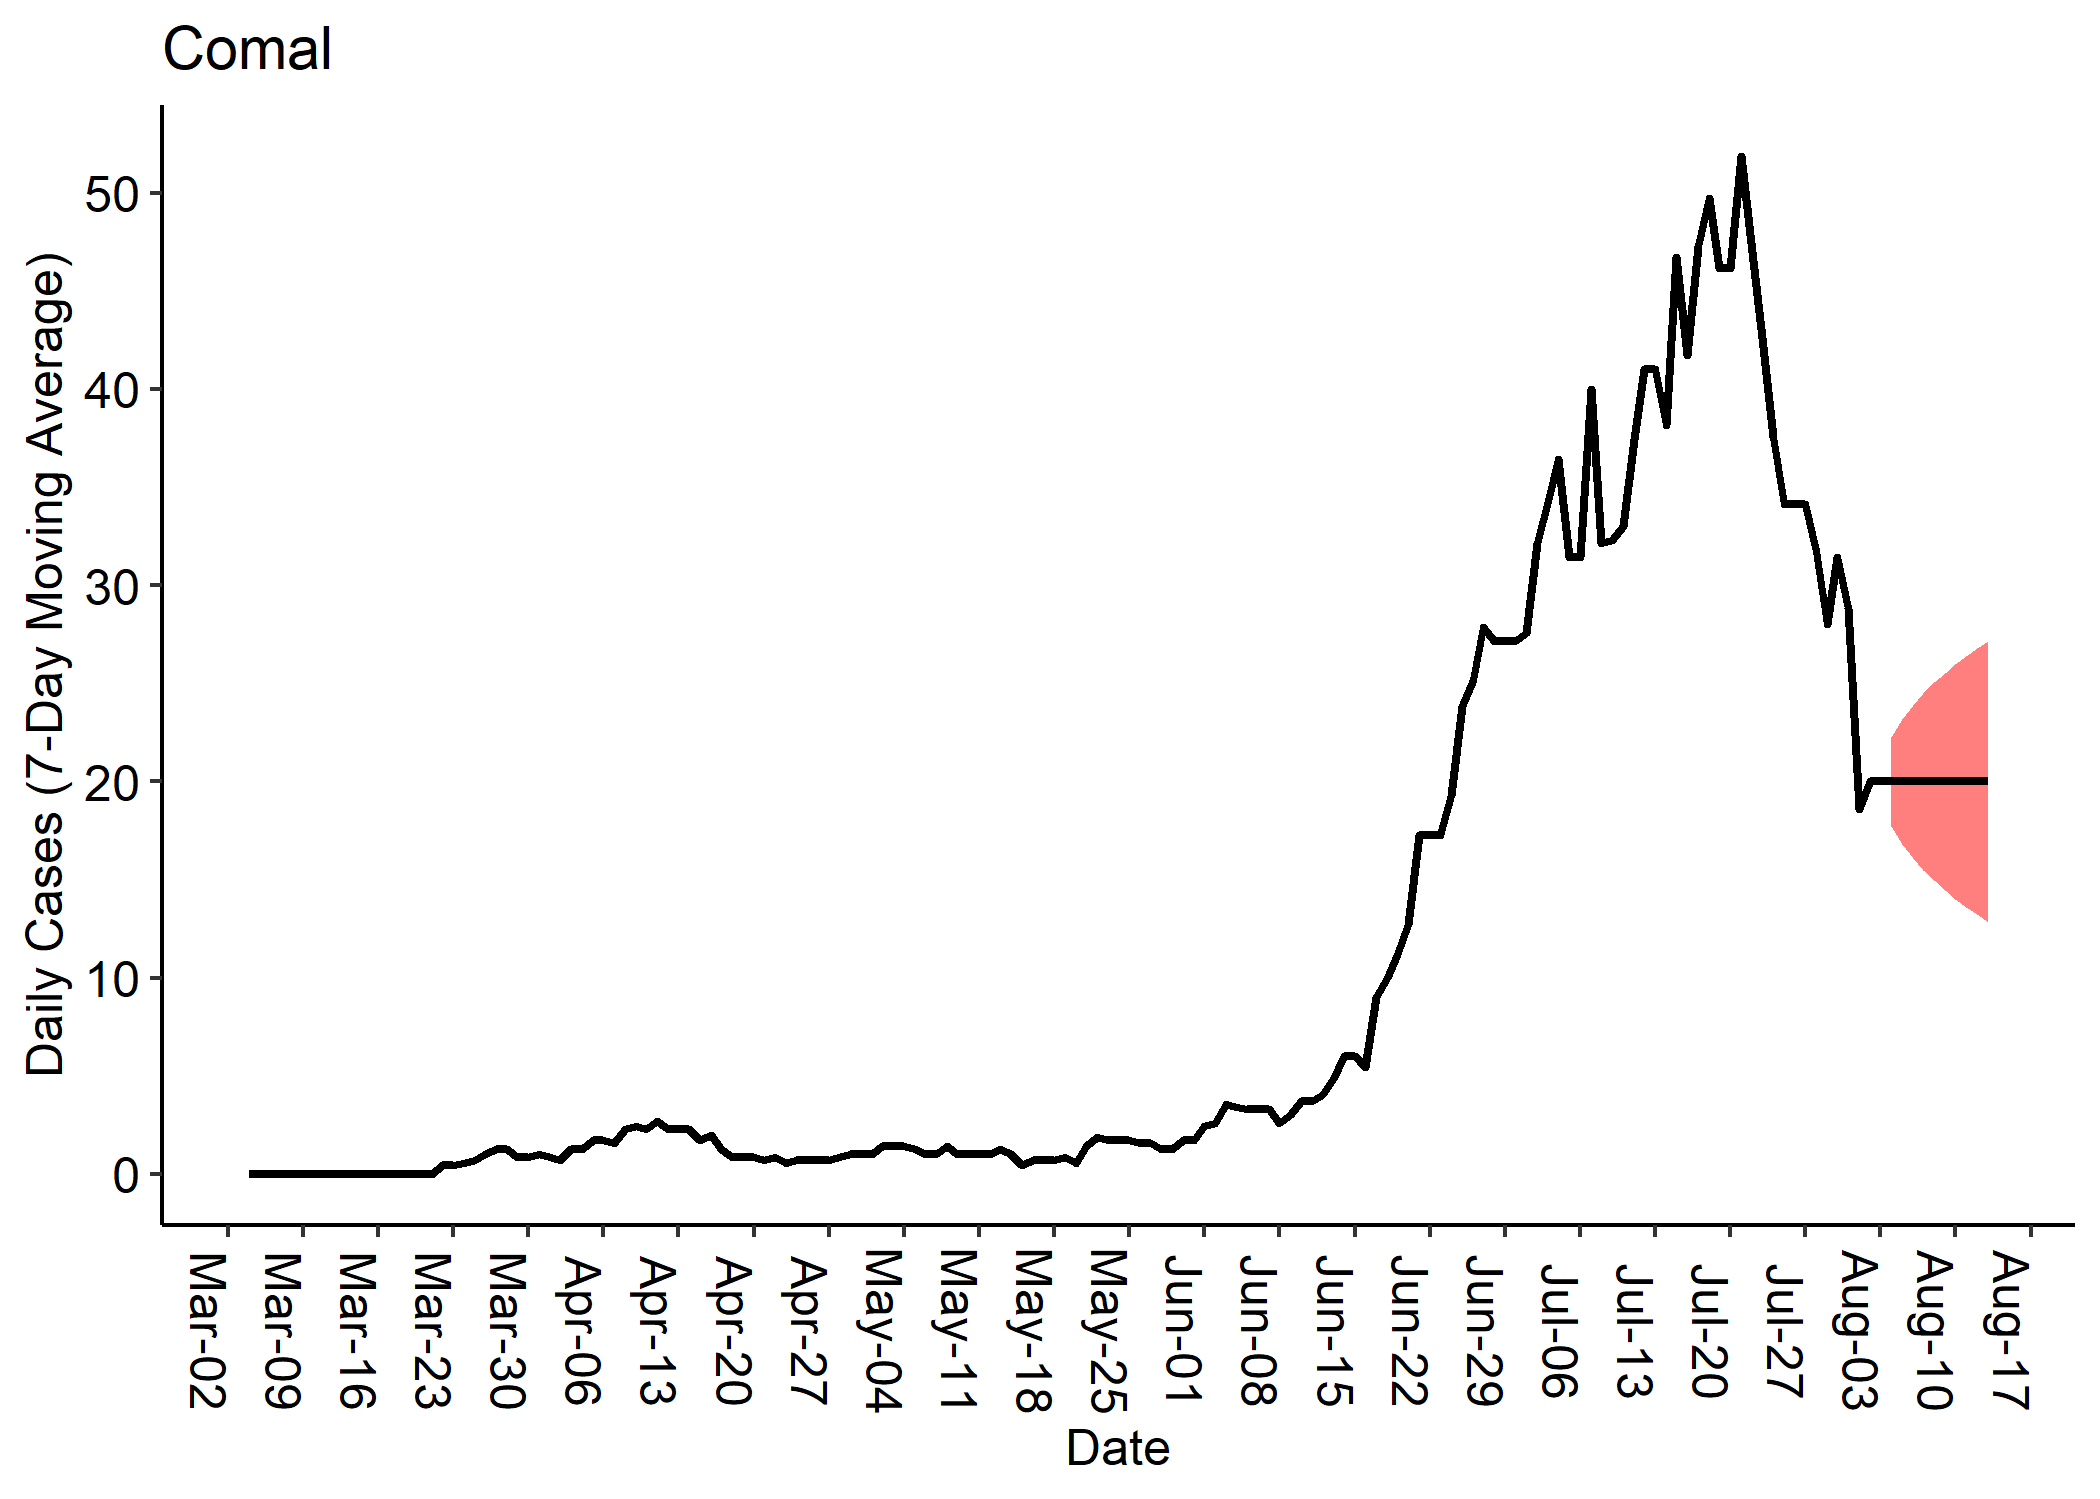 Comal
Daily Cases (7-Day Moving Average)
50
40
30
20
10
0
Mar-02
Mar-09
Mar-16
Mar-23
Mar-30
Apr-06
Apr-13
Apr-20
Apr-27
May-04
May-11
May-18
May-25
Jun-01
Jun-08
Jun-15
Jun-22
Jun-29
Jul-06
Jul-13
Jul-20
Jul-27
Aug-03
Aug-10
Aug-17
Date